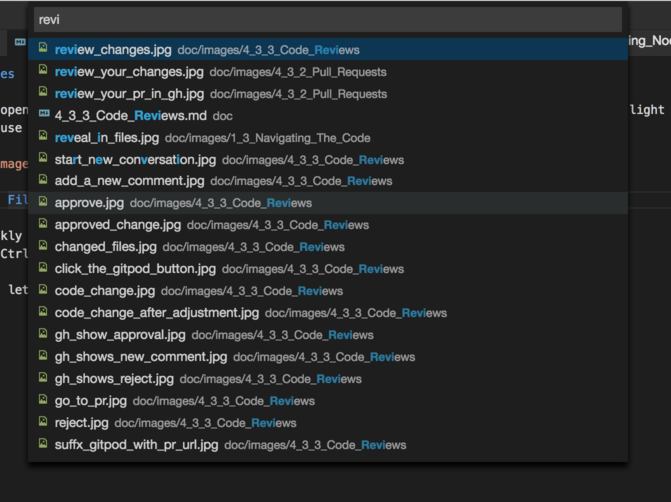 revi
ing_Nod
review_changes.jpg doc/images/4_3_3_Code_Reviews
es
review_your_changes.jpg doc/images/4_3_2_Pull_Requests
review_your_pr_in_gh.jpg doc/images/4_3_2_Pull_Requests
open
light
4_3_3_Code_Reviews.md doc
use
reveal_in_files.jpg doc/images/1_3_Navigating_The_Code
start_new_conversation.jpg doc/images/4_3_3_Code_Reviews
mage
add_a_new_comment.jpg doc/images/4_3_3_Code_Reviews
Fil
approve.jpg doc/images/4_3_3_Code_Reviews
approved_change.jpg doc/images/4_3_3_Code_Reviews
kly
changed_files.jpg doc/images/4_3_3_Code_Reviews
Ctrl
click_the_gitpod_button.jpg doc/images/4_3_3_Code_Reviews
let
code_change.jpg doc/images/4_3_3_Code_Reviews
code_change_after_adjustment.jpg doc/images/4_3_3_Code_Reviews
gh_show_approval.jpg doc/images/4_3_3_Code_Reviews
gh_shows_new_comment.jpg doc/images/4_3_3_Code_Reviews
gh_shows_reject.jpg doc/images/4_3_3_Code_Reviews
go_to_pr.jpg doc/images/4_3_3_Code_Reviews
reject.jpg doc/images/4_3_3_Code_Reviews
suffx_gitpod_with_pr_url.jpg doc/images/4_3_3_Code_Reviews